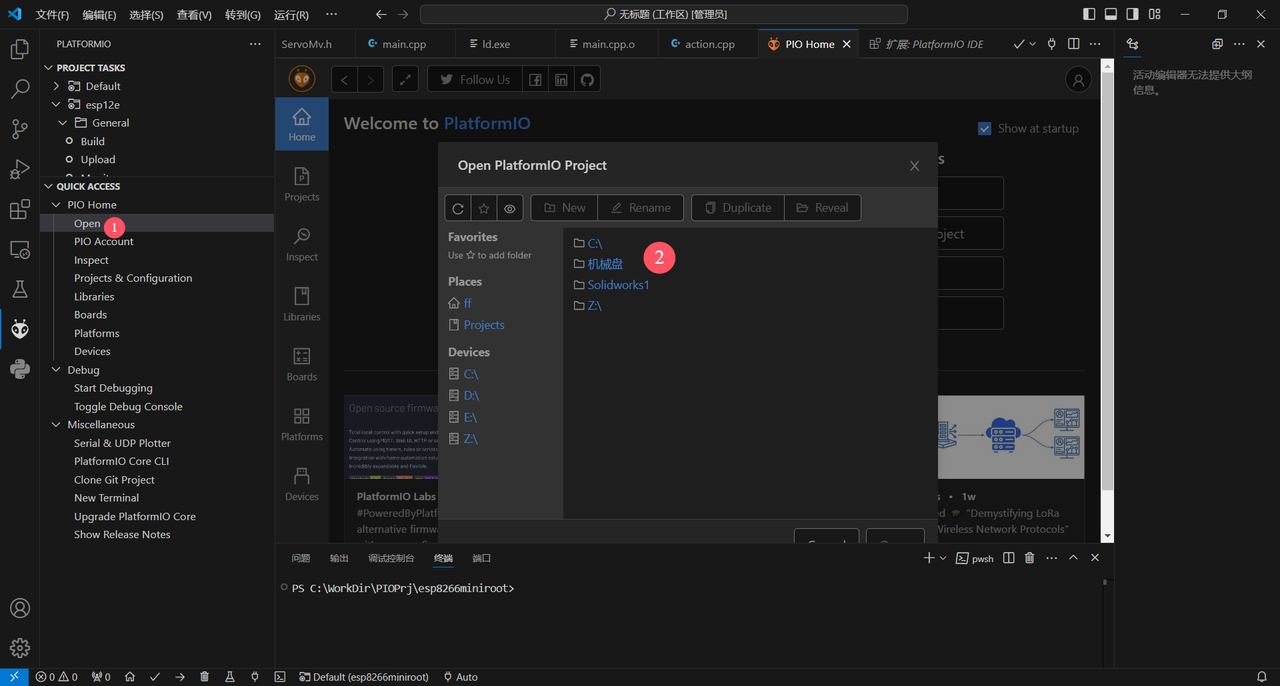 文件(F) 编辑(E) 选择(S) 查看(V) 转到(G) 运行(R) ··· 无标题 (工作区) [管理员]
PLATFORMIO ···
ServoMv.h main.cpp ld.exe main.cpp.o action.cpp PIO Home 扩展: PlatformIO IDE
PROJECT TASKS
Default
esp12e
General
Build
Upload
QUICK ACCESS
PIO Home
Open 1
PIO Account
Inspect
Projects & Configuration
Libraries
Boards
Platforms
Devices
Debug
Start Debugging
Toggle Debug Console
Miscellaneous
Serial & UDP Plotter
PlatformIO Core CLI
Clone Git Project
New Terminal
Upgrade PlatformIO Core
Show Release Notes
Follow Us
Home
Projects
Inspect
Libraries
Boards
Platforms
Devices
Welcome to PlatformIO
Show at startup
Open PlatformIO Project
New Rename Duplicate Reveal
Favorites
Use ☆ to add folder
Places
ff
Projects
Devices
C:\
D:\
E:\
Z:\
C:\
机械盘 2
Solidworks1
Z:\
Open source firmwa
PlatformIO Labs
#PoweredByPlatf
alternative firmw
s • 1w
ed "Demystifying LoRa
Wireless Network Protocols"
活动编辑器无法提供大纲
信息。
问题 输出 调试控制台 终端 端口 pwsh
PS C:\WorkDir\PIOPrj\esp8266miniroot>
0 0 0 Default (esp8266miniroot) Auto